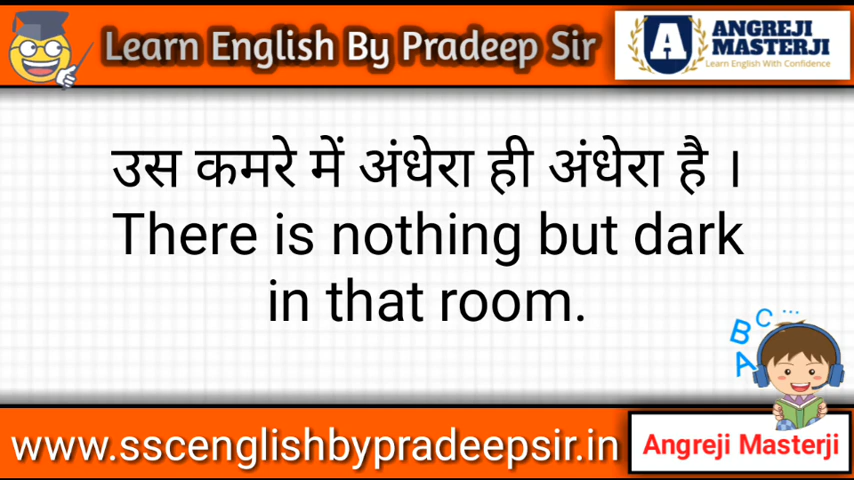 Learn English By Pradeep Sir
A
ANGREJI
MASTERJI
Learn English With Confidence
उस कमरे में अंधेरा ही अंधेरा है ।
There is nothing but dark
in that room.
A B C ...
www.sscenglishbypradeepsir.in
Angreji Masterji